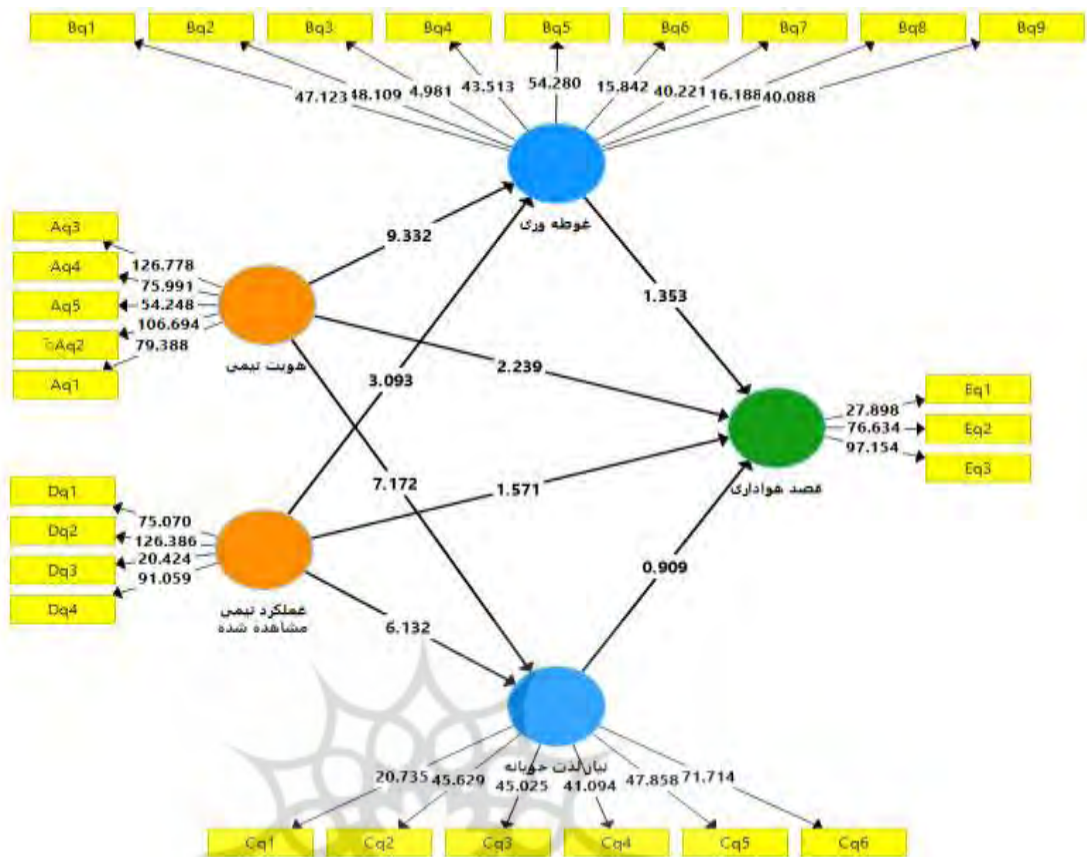 Bq1 Bq2 Bq3 Bq4 Bq5 Bq6 Bq7 Bq8 Bq9
47.123 48.109 4.981 43.513 54.280 15.842 40.221 16.188 40.088
غوطه وری
Aq3
Aq4
Aq5
Aq2
Aq1
126.778
75.991
54.248
106.694
79.388
هویت تیمی
9.332
3.093
2.239
1.353
7.172
1.571
6.132
0.909
Eq1
Eq2
Eq3
27.898
76.634
97.154
قصد هواداری
Dq1
Dq2
Dq3
Dq4
75.070
126.386
20.424
91.059
عملکرد تیمی
مشاهده شده
لذت جویانه
20.735 45.629 45.025 41.094 47.858 71.714
Cq1 Cq2 Cq3 Cq4 Cq5 Cq6